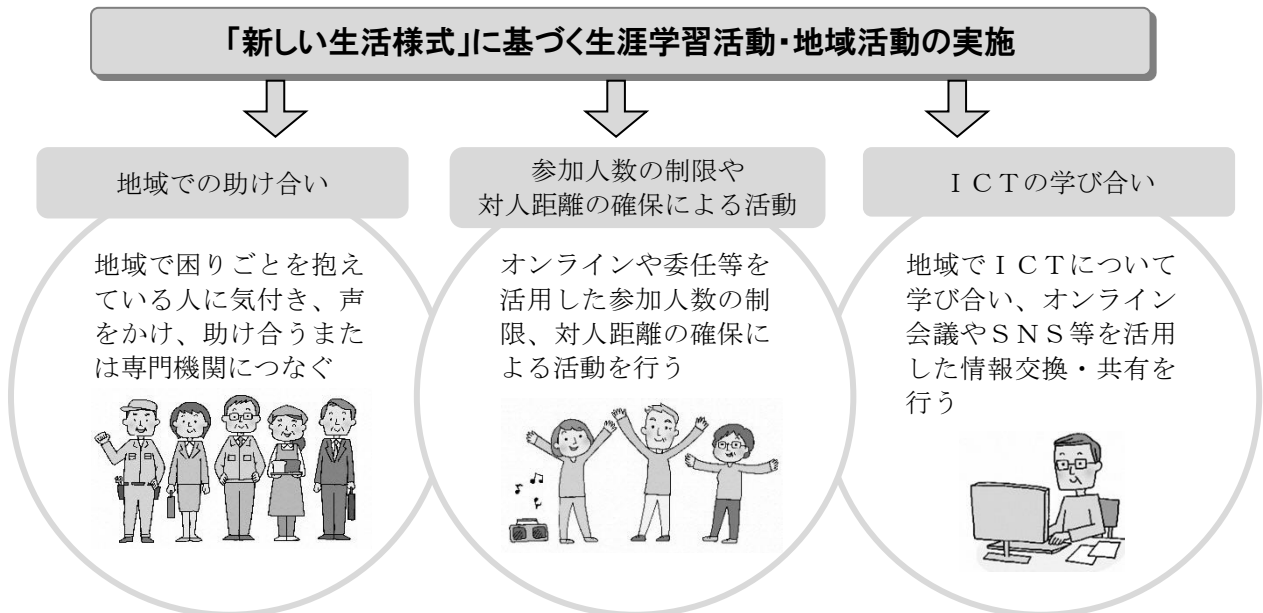 「新しい生活様式」に基づく生涯学習活動・地域活動の実施
地域での助け合い
地域で困りごとを抱え
ている人に気付き、声
をかけ、助け合うまた
は専門機関につなぐ
参加人数の制限や
対人距離の確保による活動
オンラインや委任等を
活用した参加人数の制
限、対人距離の確保に
よる活動を行う
ＩＣＴの学び合い
地域でＩＣＴについて
学び合い、オンライン
会議やＳＮＳ等を活用
した情報交換・共有を
行う